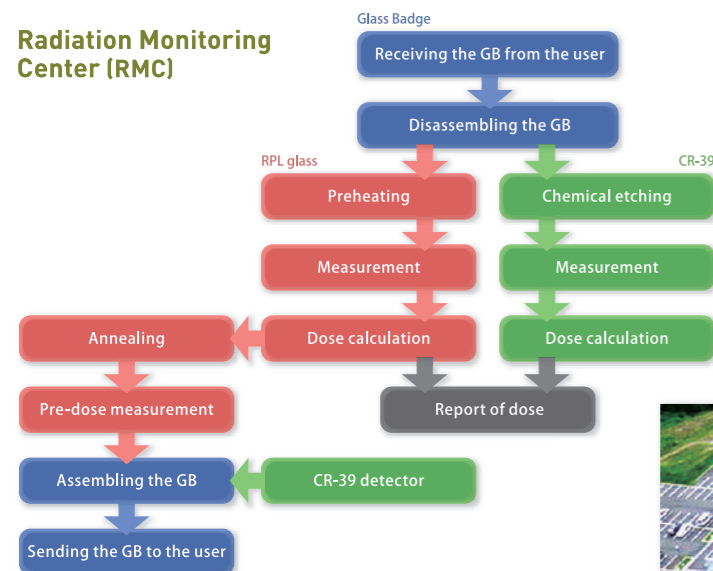 Radiation Monitoring
Center (RMC)
Glass Badge
Receiving the GB from the user
Disassembling the GB
RPL glass
CR-39
Preheating
Chemical etching
Measurement
Measurement
Annealing
Dose calculation
Dose calculation
Pre-dose measurement
Report of dose
Assembling the GB
CR-39 detector
Sending the GB to the user